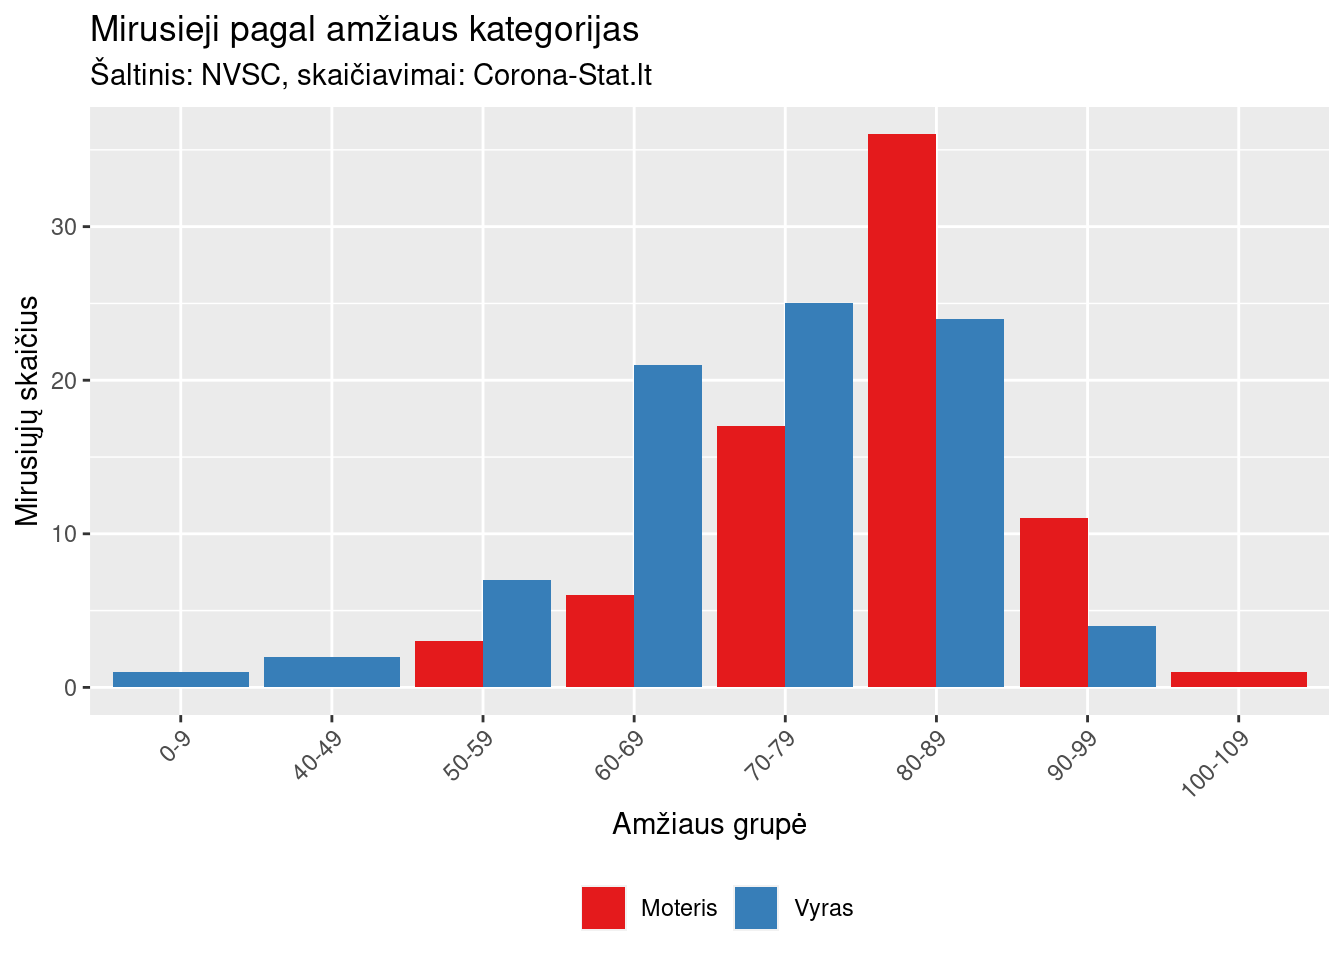 Mirusieji pagal amžiaus kategorijas
Šaltinis: NVSC, skaičiavimai: Corona-Stat.lt
Mirusiųjų skaičius
30
20
10
0
0-9
40-49
50-59
60-69
70-79
80-89
90-99
100-109
Amžiaus grupė
Moteris
Vyras